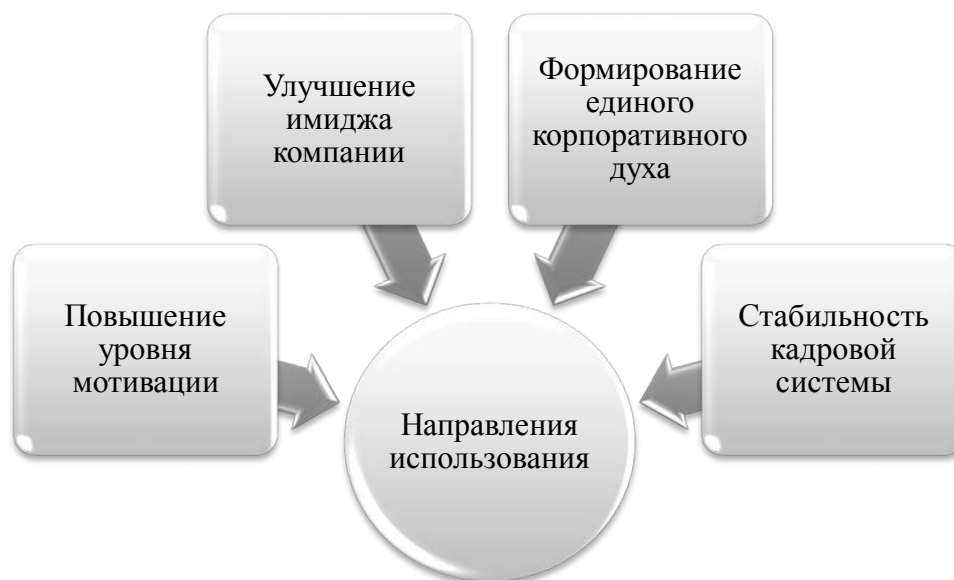 Улучшение
имиджа
компании
Формирование
единого
корпоративного
духа
Повышение
уровня
мотивации
Стабильность
кадровой
системы
Направления
использования